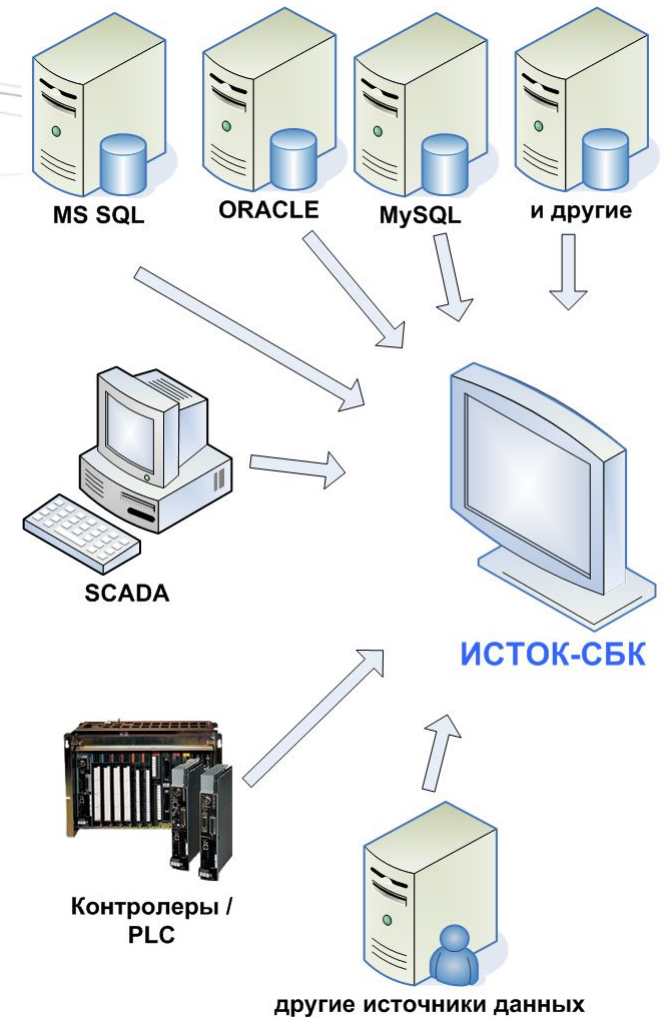 MS SQL
ORACLE
MySQL
и другие
SCADA
ИСТОК-СБК
Контролеры /
PLC
другие источники данных